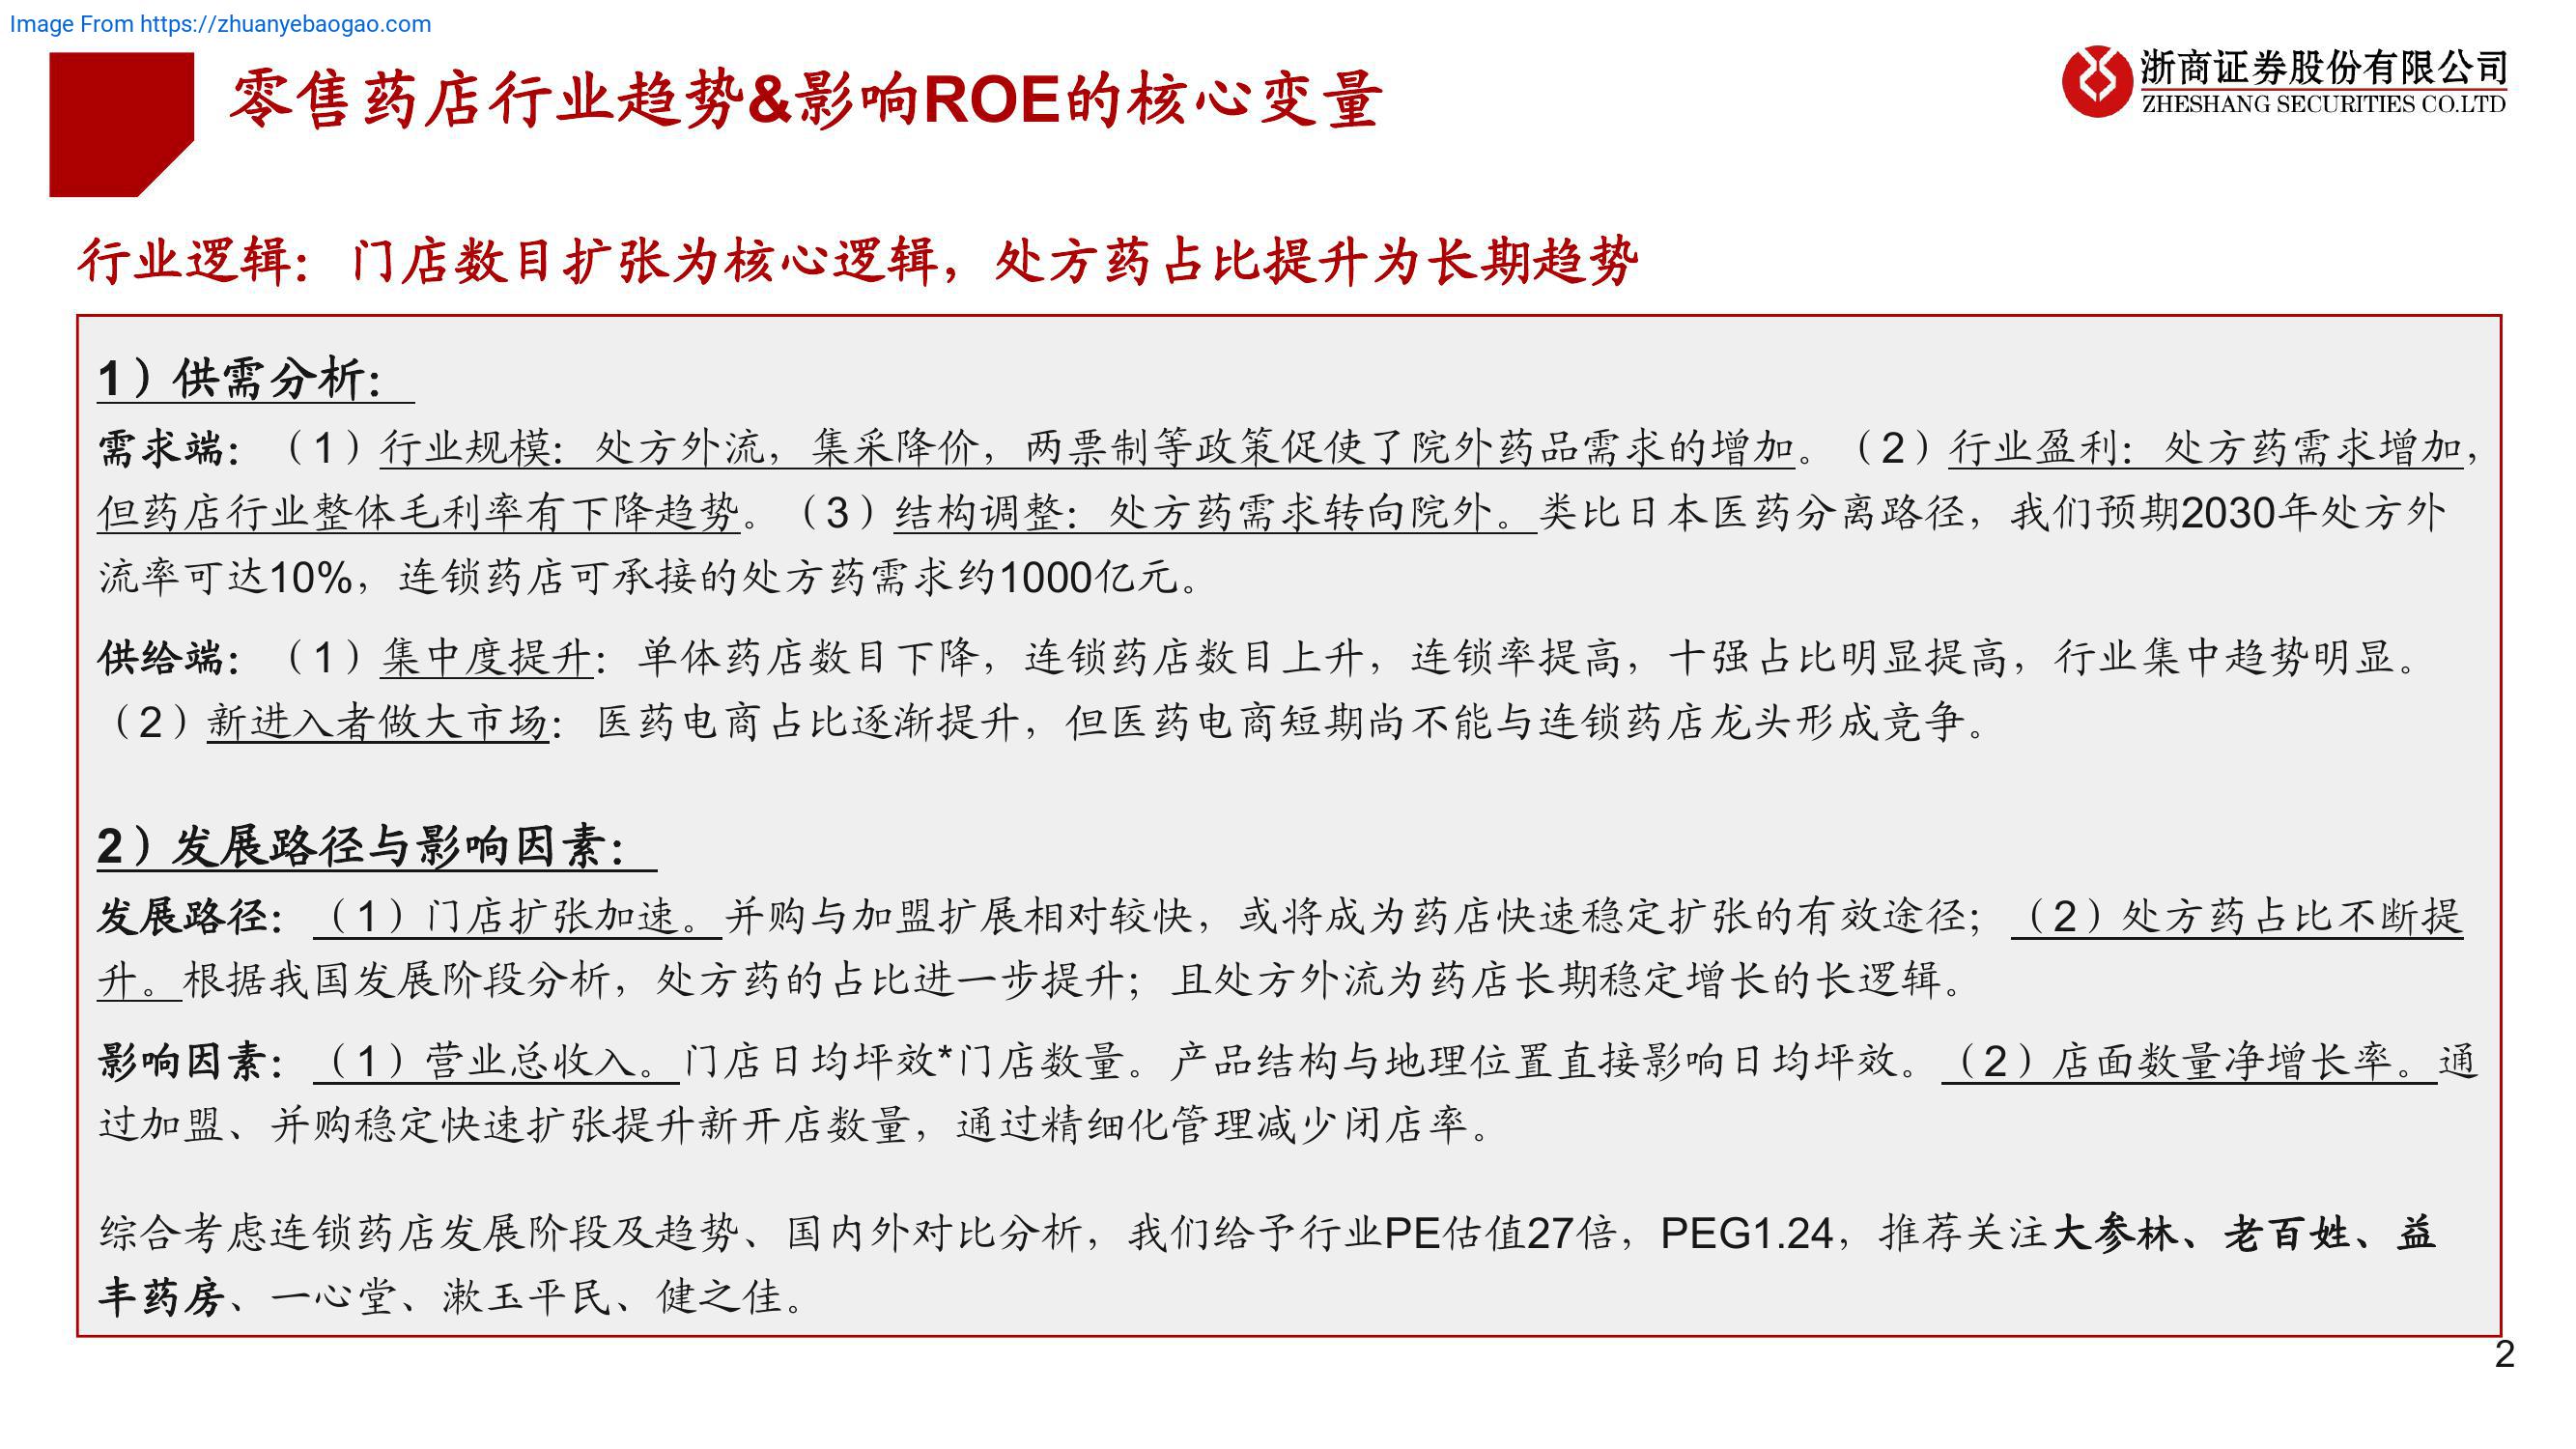 Image From https://zhuanyebaogao.com
零售药店行业趋势&影响ROE的核心变量
浙商证券股份有限公司
ZHESHANG SECURITIES CO.LTD
行业逻辑：门店数目扩张为核心逻辑，处方药占比提升为长期趋势
1）供需分析：
需求端：（1）行业规模：处方外流，集采降价，两票制等政策促使了院外药品需求的增加。（2）行业盈利：处方药需求增加，
但药店行业整体毛利率有下降趋势。（3）结构调整：处方药需求转向院外。类比日本医药分离路径，我们预期2030年处方外
流率可达10%，连锁药店可承接的处方药需求约1000亿元。
供给端：（1）集中度提升：单体药店数目下降，连锁药店数目上升，连锁率提高，十强占比明显提高，行业集中趋势明显。
（2）新进入者做大市场：医药电商占比逐渐提升，但医药电商短期尚不能与连锁药店龙头形成竞争。
2）发展路径与影响因素：
发展路径：（1）门店扩张加速。并购与加盟扩展相对较快，或将成为药店快速稳定扩张的有效途径；（2）处方药占比不断提
升。根据我国发展阶段分析，处方药的占比进一步提升；且处方外流为药店长期稳定增长的长逻辑。
影响因素：（1）营业总收入。门店日均坪效*门店数量。产品结构与地理位置直接影响日均坪效。（2）店面数量净增长率。通
过加盟、并购稳定快速扩张提升新开店数量，通过精细化管理减少闭店率。
综合考虑连锁药店发展阶段及趋势、国内外对比分析，我们给予行业PE估值27倍，PEG1.24，推荐关注大参林、老百姓、益
丰药房、一心堂、漱玉平民、健之佳。
2